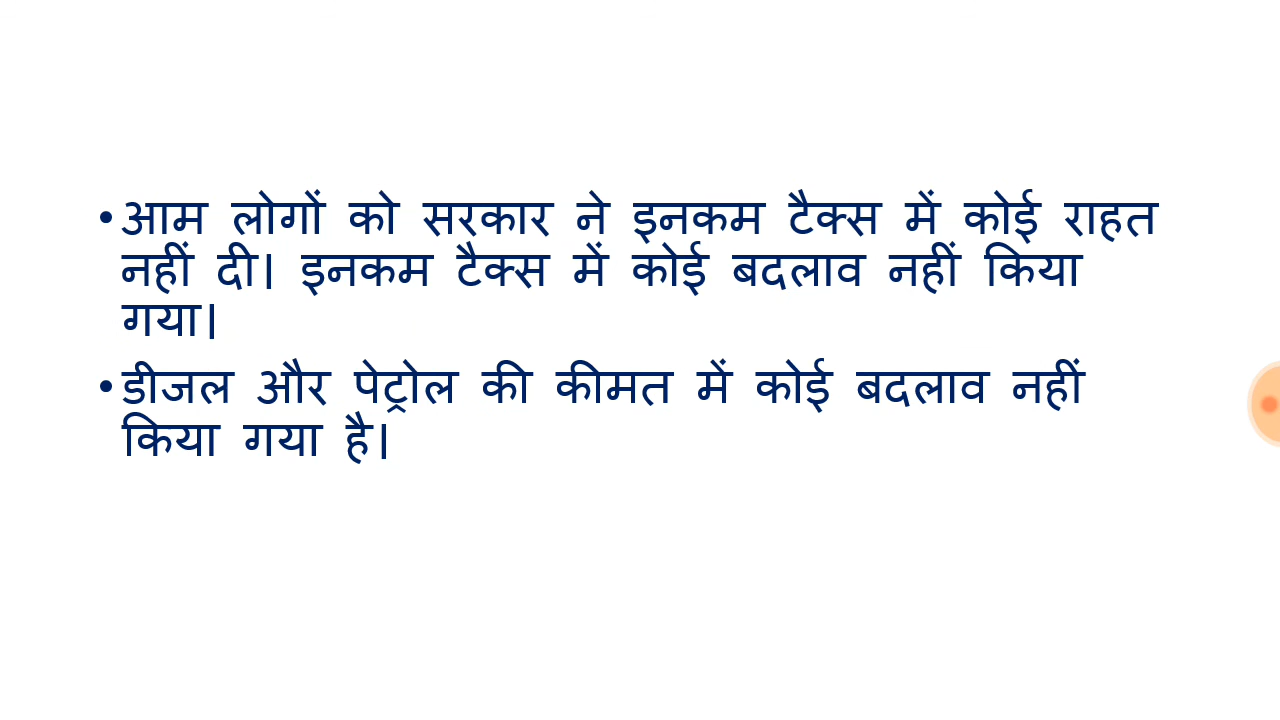 • आम लोगों को सरकार ने इनकम टैक्स में कोई राहत
नहीं दी। इनकम टैक्स में कोई बदलाव नहीं किया
गया।
• डीजल और पेट्रोल की कीमत में कोई बदलाव नहीं
किया गया है।